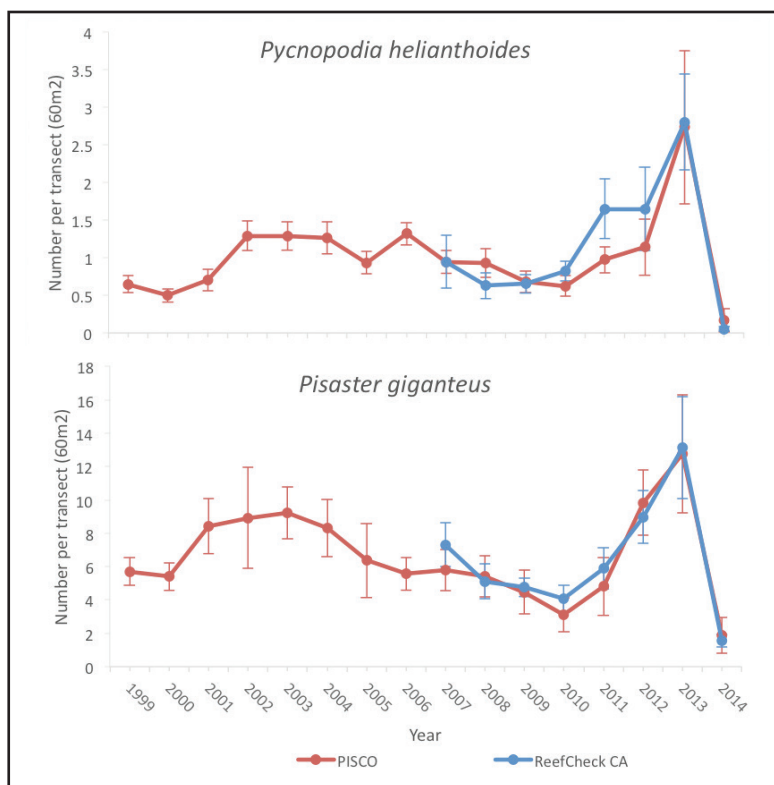 Pycnopodia helianthoides
Number per transect (60m2)
4
3.5
3
2.5
2
1.5
1
0.5
0
Pisaster giganteus
Number per transect (60m2)
18
16
14
12
10
8
6
4
2
0
1999 2000 2001 2002 2003 2004 2005 2006 2007 2008 2009 2010 2011 2012 2013 2014
Year
PISCO ReefCheck CA